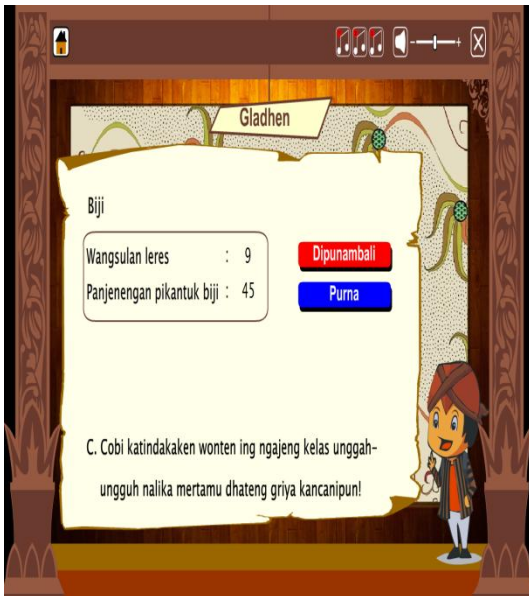 Gladhen
Biji
Wangsulan leres : 9
Panjenengan pikantuk biji : 45
Dipunambali
Purna
C. Cobi katindakaken wonten ing ngajeng kelas unggah-
ungguh nalika mertamu dhateng griya kancanipun!